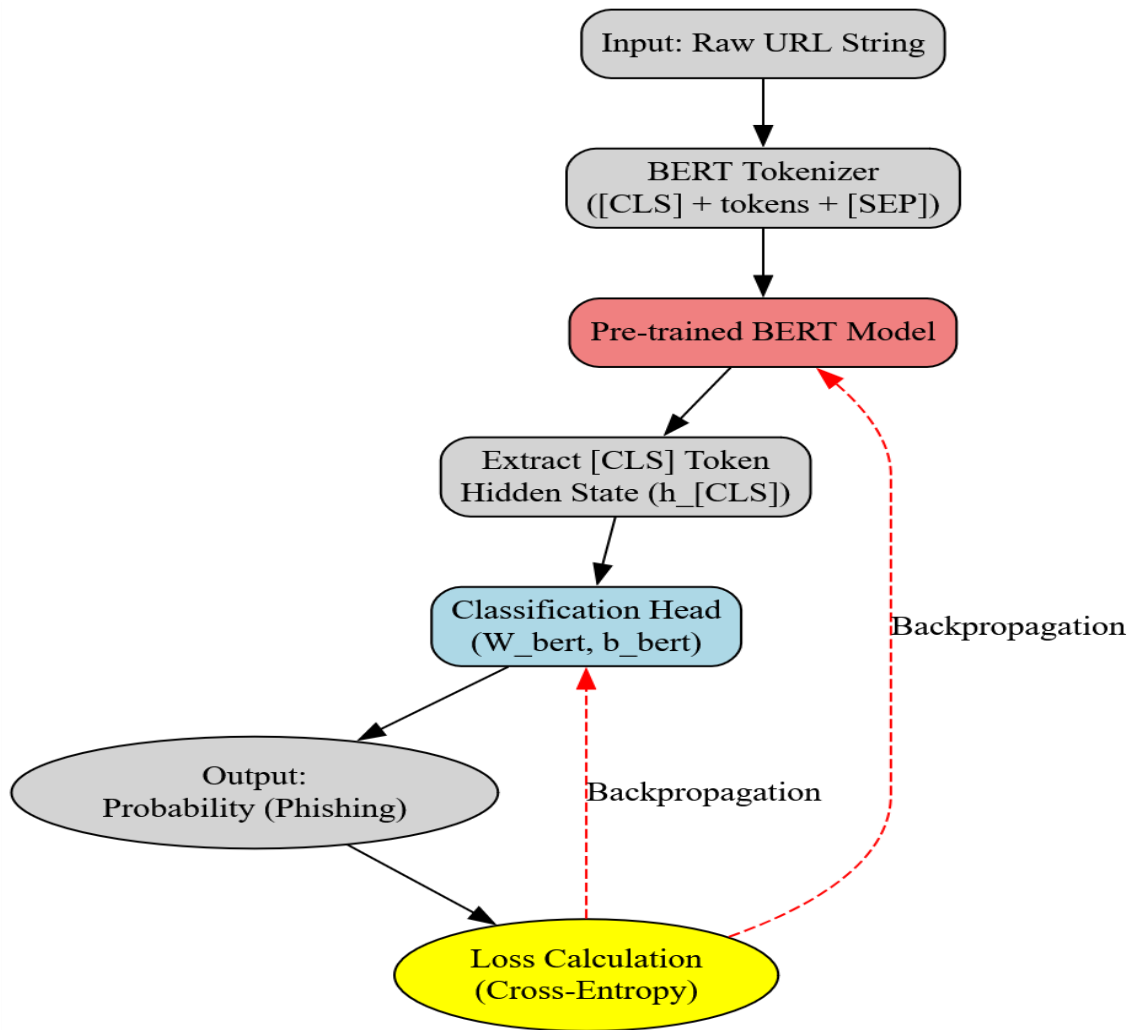 Input: Raw URL String
BERT Tokenizer
([CLS] + tokens + [SEP])
Pre-trained BERT Model
Extract [CLS] Token
Hidden State (h_[CLS])
Classification Head
(W_bert, b_bert)
Backpropagation
Output:
Probability (Phishing)
Backpropagation
Loss Calculation
(Cross-Entropy)